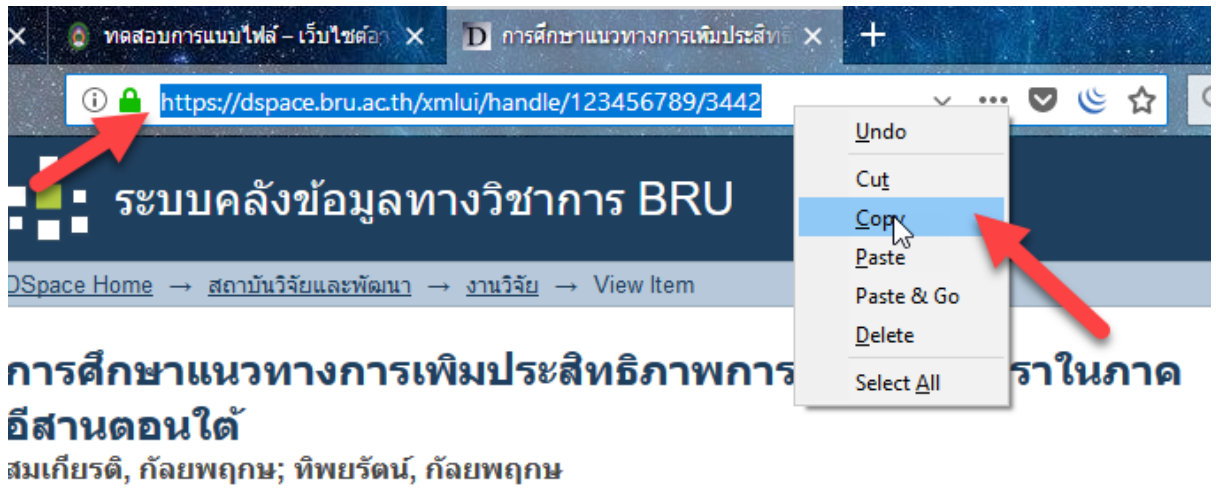 ทดสอบการแนบไฟล์ – เว็บไซต์อา
การศึกษาแนวทางการเพิ่มประสิทธิ
https://dspace.bru.ac.th/xmlui/handle/123456789/3442
Undo
Cut
Copy
Paste
Paste & Go
Delete
Select All
ระบบคลังข้อมูลทางวิชาการ BRU
DSpace Home → สถาบันวิจัยและพัฒนา → งานวิจัย → View Item
การศึกษาแนวทางการเพิ่มประสิทธิภาพการ ราในภาค
อีสานตอนใต้
สมเกียรติ, กัลยพฤกษ; ทิพยรัตน์, กัลยพฤกษ